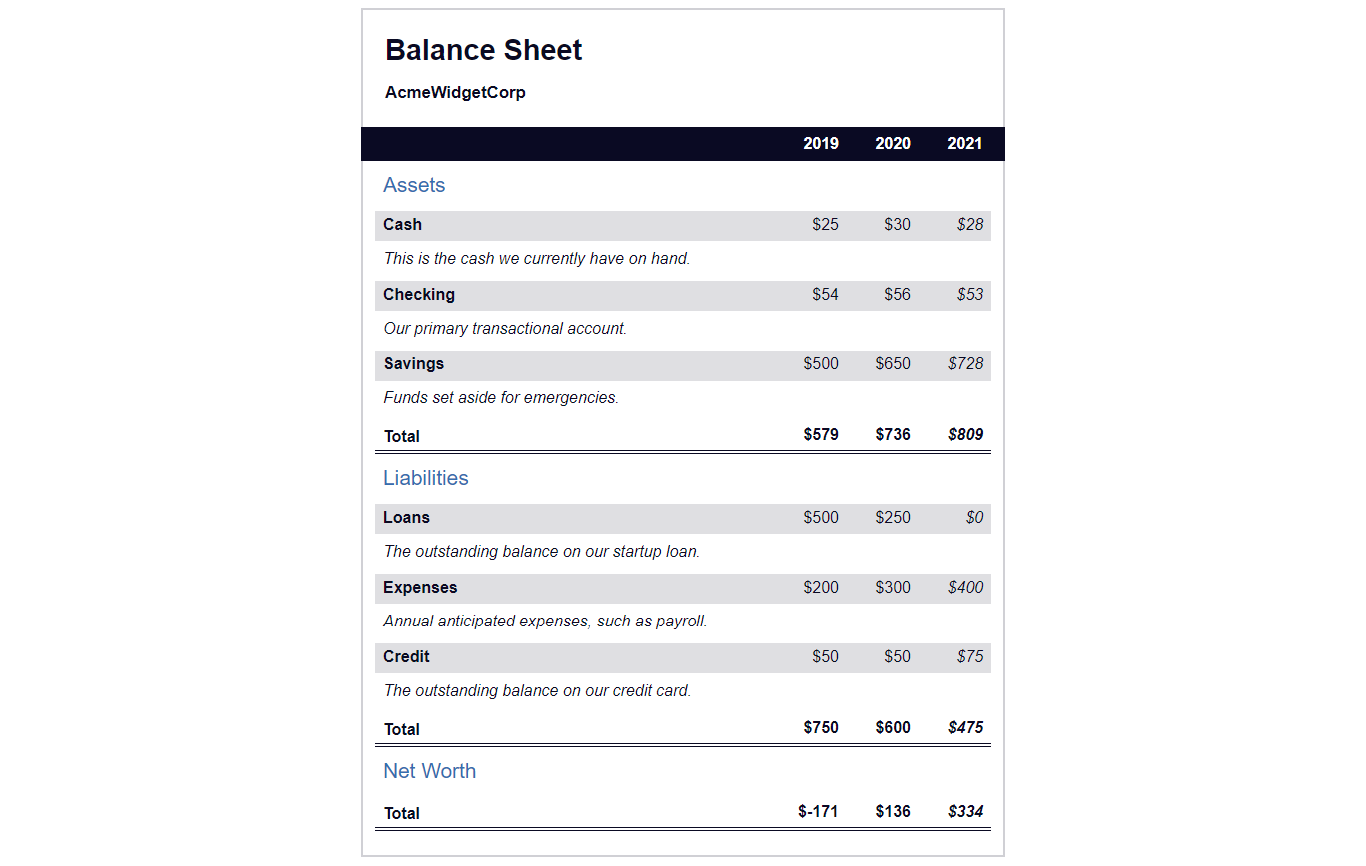 Balance Sheet
AcmeWidgetCorp
2019 2020 2021
Assets
Cash $25 $30 $28
This is the cash we currently have on hand.
Checking $54 $56 $53
Our primary transactional account.
Savings $500 $650 $728
Funds set aside for emergencies.
Total $579 $736 $809
Liabilities
Loans $500 $250 $0
The outstanding balance on our startup loan.
Expenses $200 $300 $400
Annual anticipated expenses, such as payroll.
Credit $50 $50 $75
The outstanding balance on our credit card.
Total $750 $600 $475
Net Worth
Total $-171 $136 $334